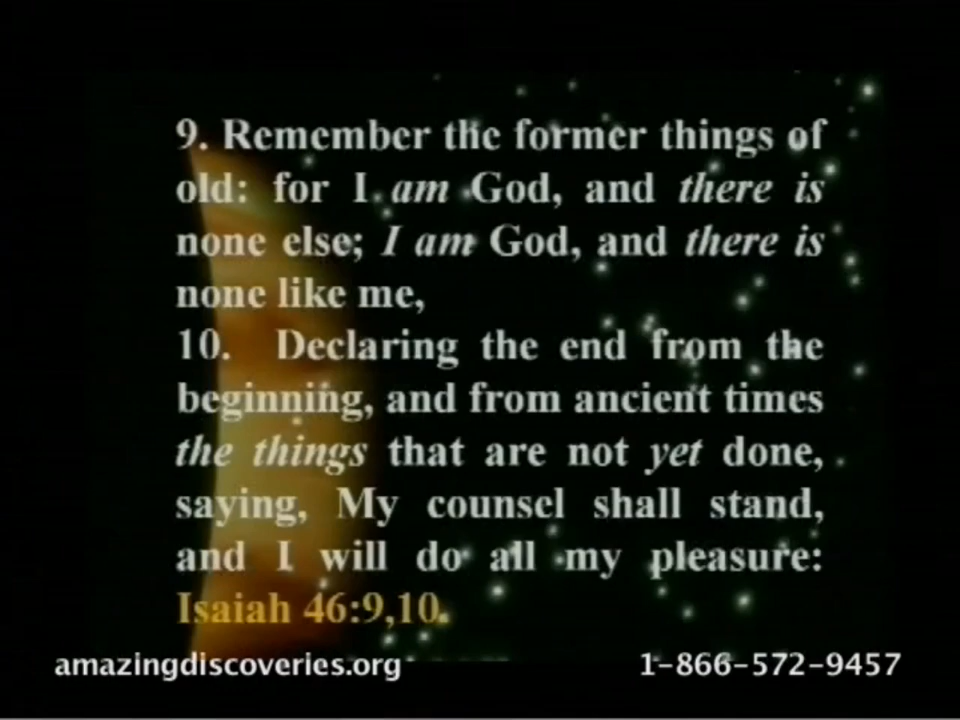 9. Remember the former things of
old: for I am God, and there is
none else; I am God, and there is
none like me,
10. Declaring the end from the
beginning, and from ancient times
the things that are not yet done,
saying, My counsel shall stand,
and I will do all my pleasure:
Isaiah 46:9,10.
amazingdiscoveries.org 1-866-572-9457